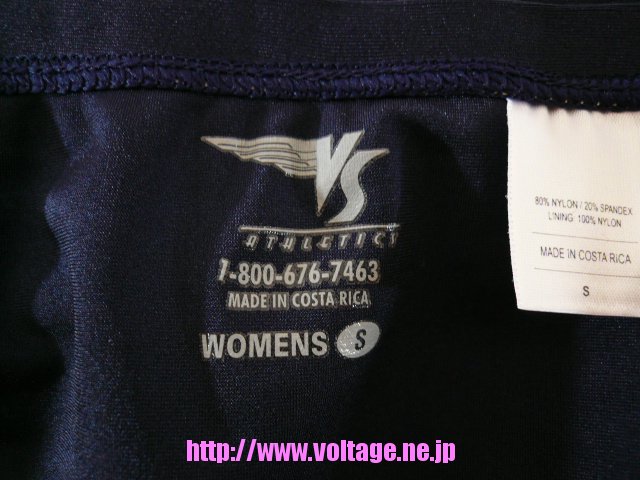 VS
ATHLETICS
1-800-676-7463
MADE IN COSTA RICA
WOMENS S
80% NYLON / 20% SPANDEX
LINING: 100% NYLON
MADE IN COSTA RICA
S
http://www.voltage.ne.jp